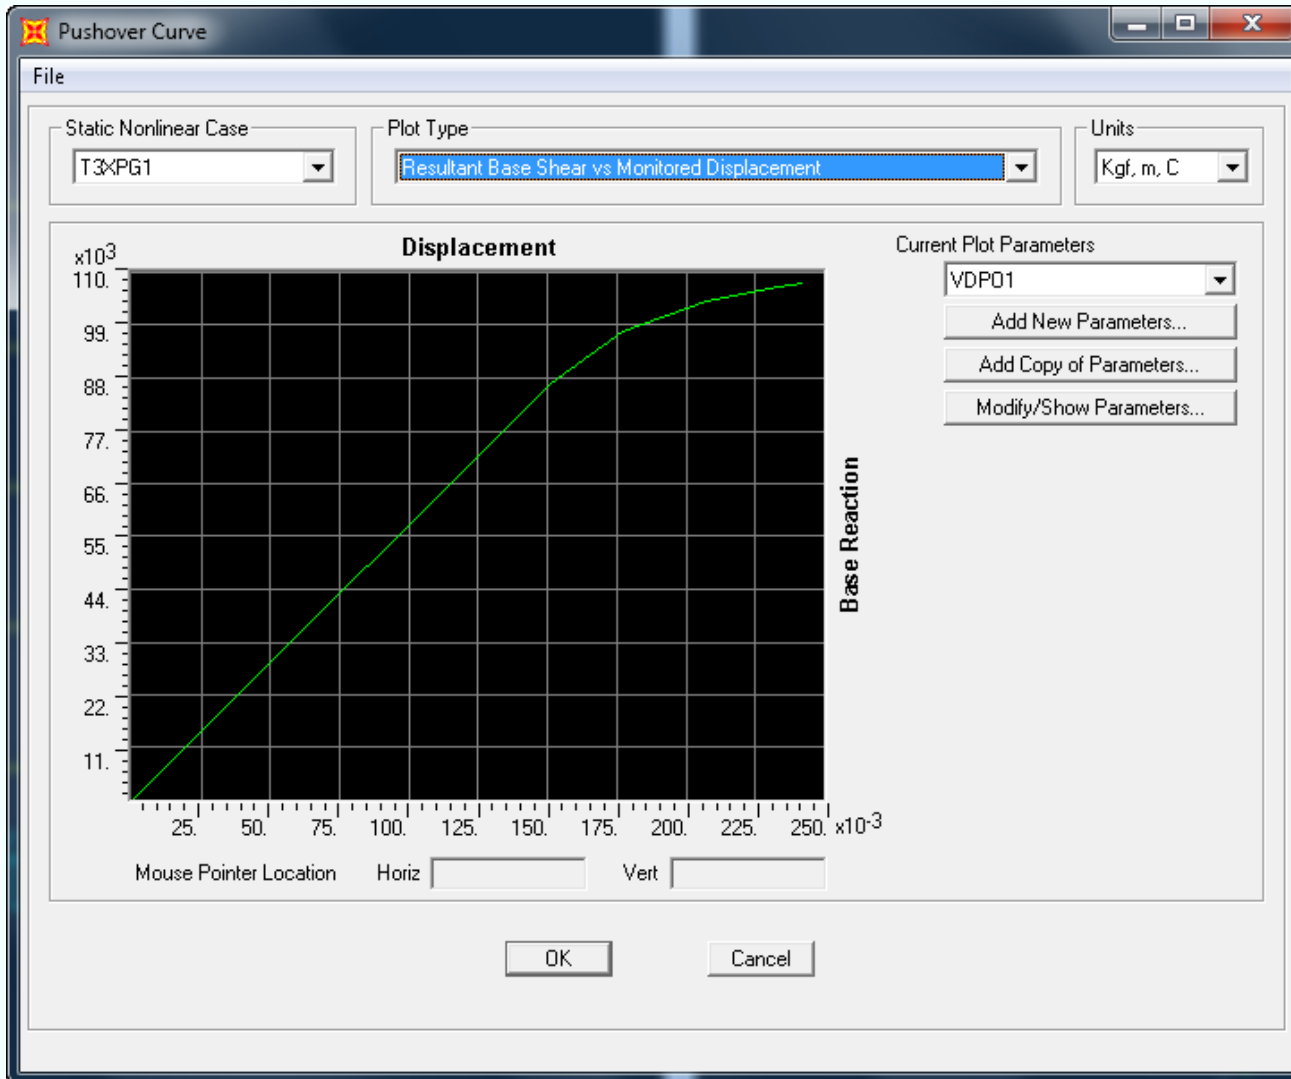 Pushover Curve
File
Static Nonlinear Case
T3XPG1
Plot Type
Resultant Base Shear vs Monitored Displacement
Units
Kgf, m, C
Displacement
x10^3
110.
99.
88.
77.
66.
55.
44.
33.
22.
11.
25. 50. 75. 100. 125. 150. 175. 200. 225. 250. x10^-3
Base Reaction
Current Plot Parameters
VDPO1
Add New Parameters...
Add Copy of Parameters...
Modify/Show Parameters...
Mouse Pointer Location Horiz Vert
OK Cancel